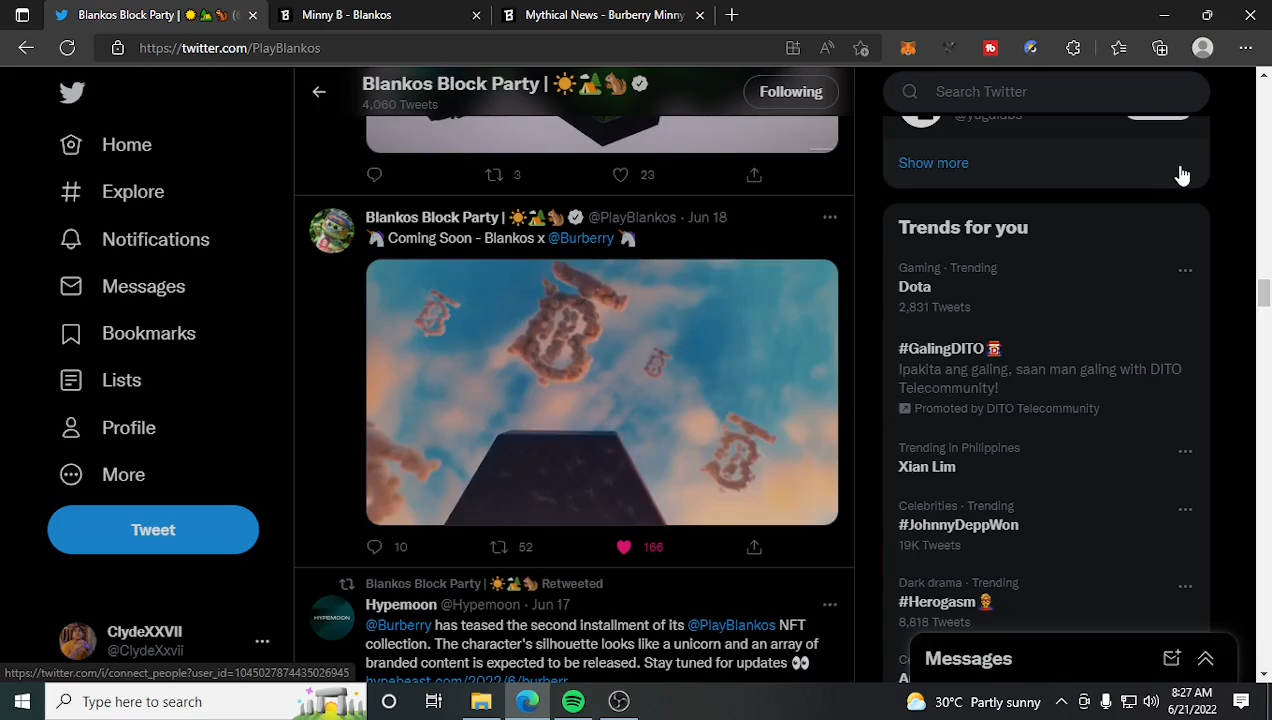 Blankos Block Party | ☀️🏕️🐿️ (
Minny B - Blankos
Mythical News - Burberry Minny
https://twitter.com/PlayBlankos
Blankos Block Party | ☀️🏕️🐿️
4,060 Tweets
Following
Search Twitter
Home
Explore
Notifications
Messages
Bookmarks
Lists
Profile
More
Tweet
ClydeXXVII
@ClydeXxvii
3
23
Blankos Block Party | ☀️🏕️🐿️ @PlayBlankos · Jun 18
🦄 Coming Soon - Blankos x @Burberry 🦄
10
52
166
Blankos Block Party | ☀️🏕️🐿️ Retweeted
HYPEMOON
Hypemoon @Hypemoon · Jun 17
@Burberry has teased the second installment of its @PlayBlankos NFT
collection. The character's silhouette looks like a unicorn and an array of
branded content is expected to be released. Stay tuned for updates 👀
hypebeast.com/2022/6/burberr...
@yugalabs
Show more
Trends for you
Gaming · Trending
Dota
2,831 Tweets
#GalingDITO
Ipakita ang galing, saan man galing with DITO
Telecommunity!
Promoted by DITO Telecommunity
Trending in Philippines
Xian Lim
Celebrities · Trending
#JohnnyDeppWon
19K Tweets
Dark drama · Trending
#Herogasm
8,818 Tweets
Messages
https://twitter.com/i/connect_people?user_id=1045027874435026945
Type here to search
30°C Partly sunny
8:27 AM
6/21/2022